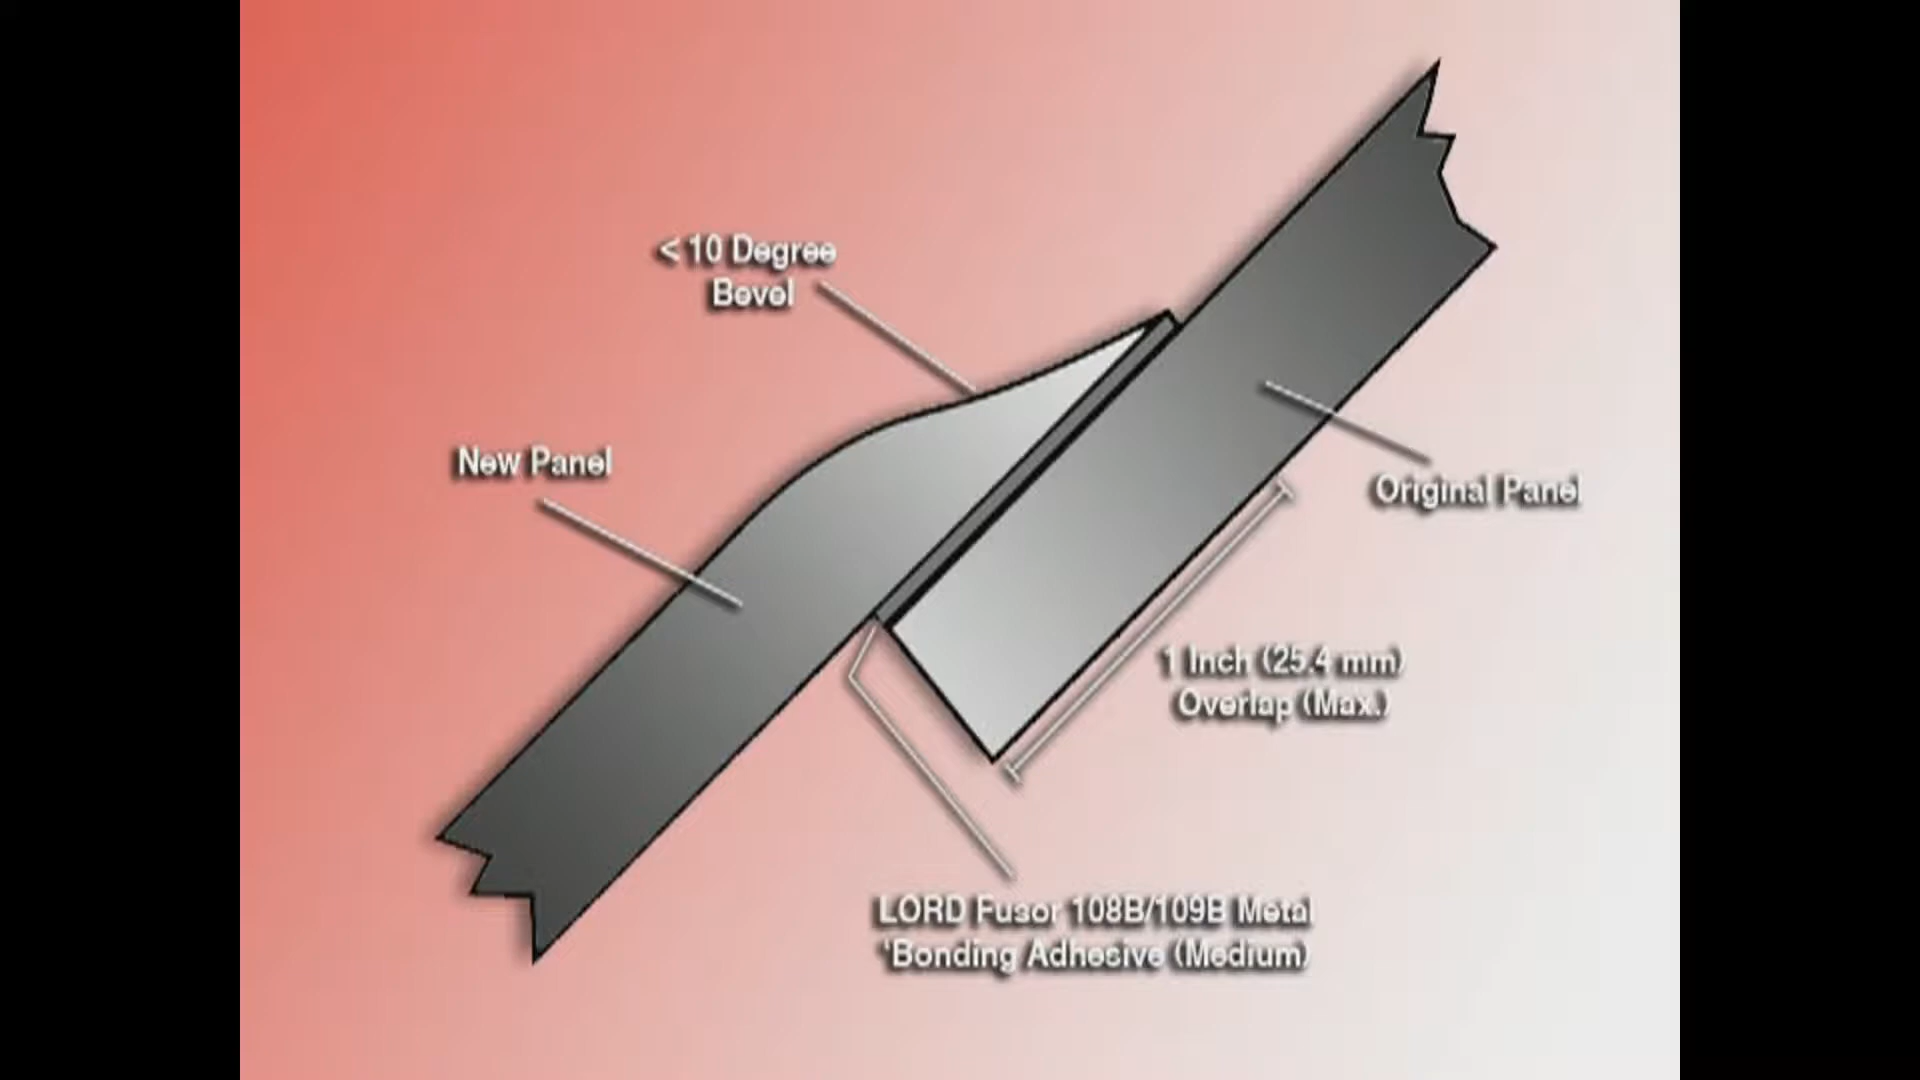 < 10 Degree
Bevel
New Panel
Original Panel
1 Inch (25.4 mm)
Overlap (Max.)
LORD Fusor 108B/109B Metal
'Bonding Adhesive (Medium)